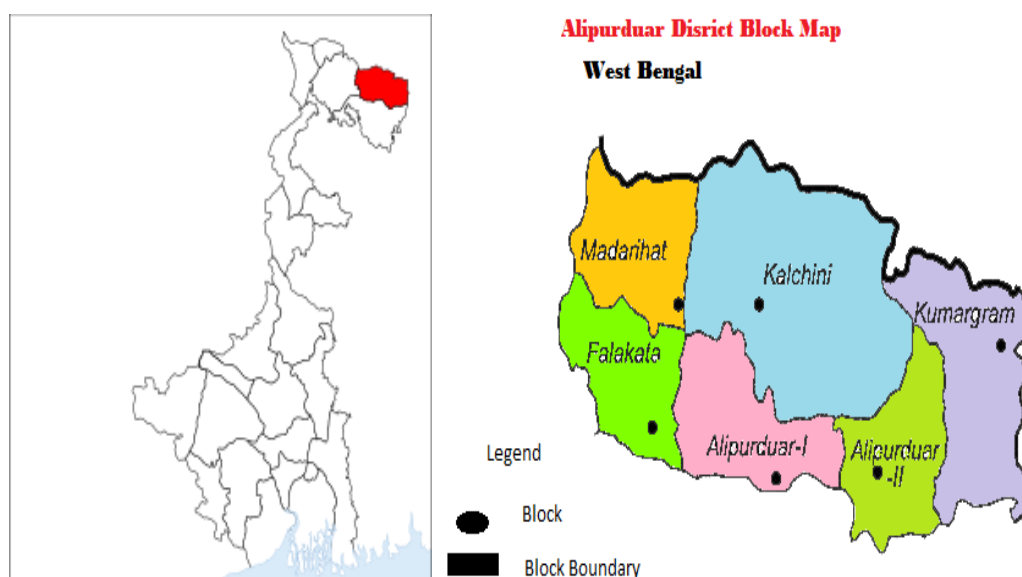 Alipurduar Disrict Block Map
West Bengal
Madarihat
Kalchini
Kumargram
Falakata
Alipurduar-I
Alipurduar
-II
Legend
Block
Block Boundary